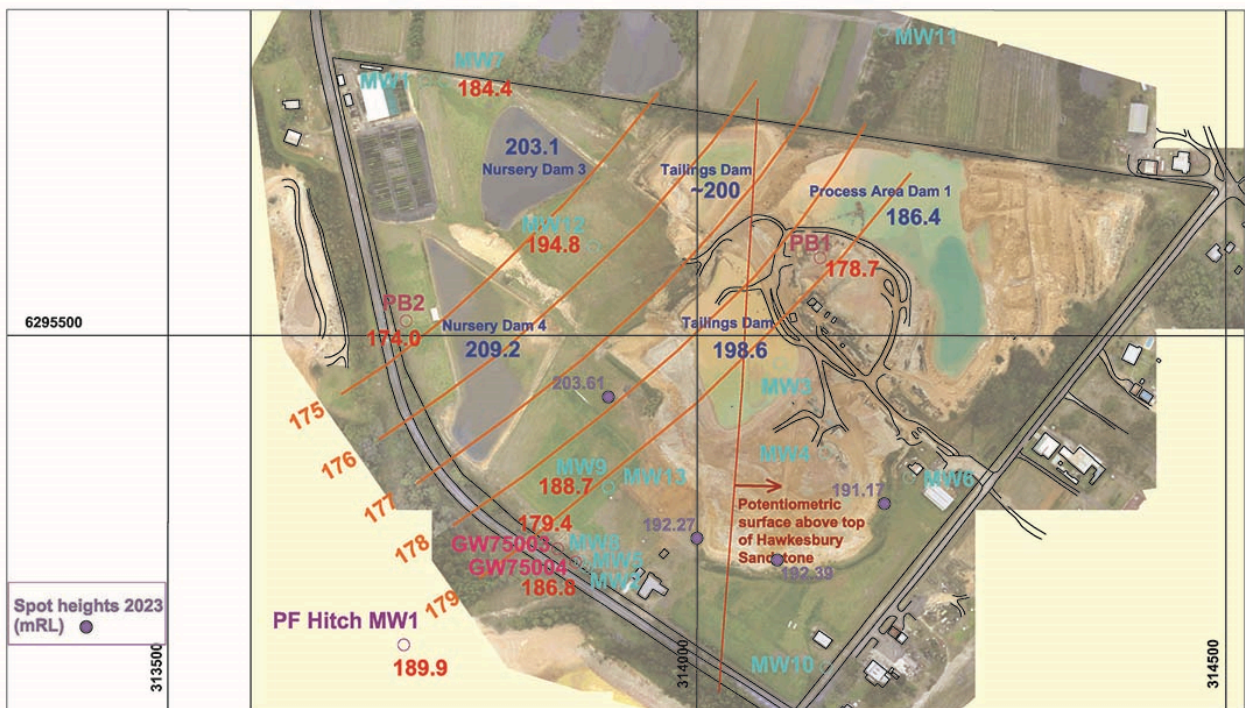 MW11
MW7
MW1
184.4
203.1
Nursery Dam 3
Tailings Dam
~200
Process Area Dam 1
186.4
MW12
194.8
PB1
178.7
PB2
174.0
6295500
Nursery Dam 4
209.2
Tailings Dam
198.6
203.61
MW3
175
176
177
178
179
MW9
188.7
MW13
MW4
MW6
191.17
Potentiometric
surface above top
of Hawkesbury
Sandstone
192.27
192.39
179.4
GW75003
MW8
GW75004
MW5
MW2
186.8
Spot heights 2023
(mRL)
PF Hitch MW1
189.9
MW10
313500
314000
314500